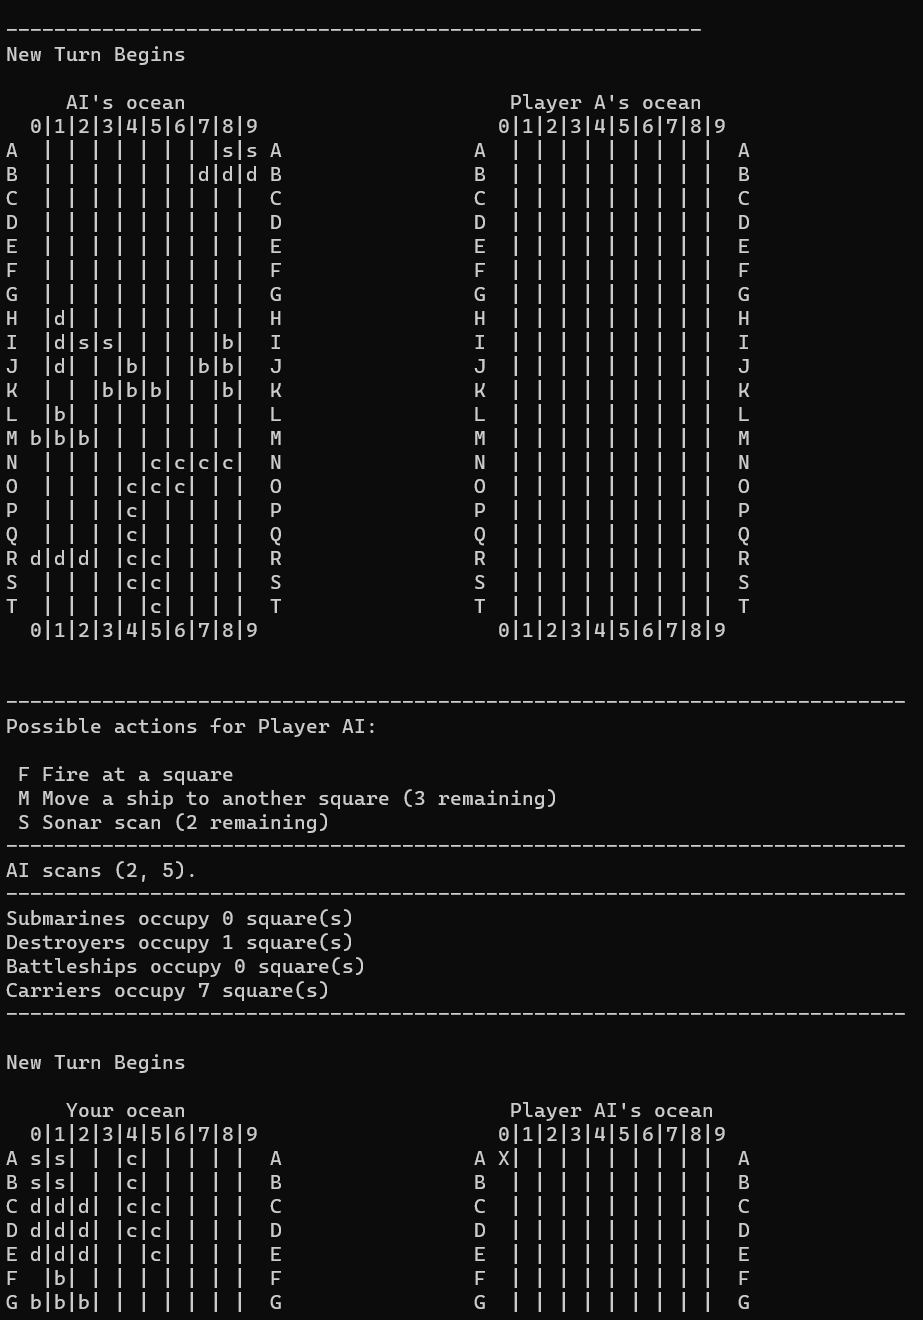 ----------------------------------------------------------
New Turn Begins
     AI's ocean                           Player A's ocean
  0|1|2|3|4|5|6|7|8|9                    0|1|2|3|4|5|6|7|8|9
A  | | | | | | | |s|s A                A  | | | | | | | | |  A
B  | | | | | | |d|d|d B                B  | | | | | | | | |  B
C  | | | | | | | | |  C                C  | | | | | | | | |  C
D  | | | | | | | | |  D                D  | | | | | | | | |  D
E  | | | | | | | | |  E                E  | | | | | | | | |  E
F  | | | | | | | | |  F                F  | | | | | | | | |  F
G  | | | | | | | | |  G                G  | | | | | | | | |  G
H  |d| | | | | | | |  H                H  | | | | | | | | |  H
I  |d|s|s| | | | |b|  I                I  | | | | | | | | |  I
J  |d| | |b| | |b|b|  J                J  | | | | | | | | |  J
K  | | |b|b|b| | |b|  K                K  | | | | | | | | |  K
L  |b| | | | | | | |  L                L  | | | | | | | | |  L
M b|b|b| | | | | | |  M                M  | | | | | | | | |  M
N  | | | | |c|c|c|c|  N                N  | | | | | | | | |  N
O  | | | |c|c|c| | |  O                O  | | | | | | | | |  O
P  | | | |c| | | | |  P                P  | | | | | | | | |  P
Q  | | | |c| | | | |  Q                Q  | | | | | | | | |  Q
R d|d|d| |c|c| | | |  R                R  | | | | | | | | |  R
S  | | | |c|c| | | |  S                S  | | | | | | | | |  S
T  | | | | |c| | | |  T                T  | | | | | | | | |  T
  0|1|2|3|4|5|6|7|8|9                    0|1|2|3|4|5|6|7|8|9
---------------------------------------------------------------------------
Possible actions for Player AI:
 F Fire at a square
 M Move a ship to another square (3 remaining)
 S Sonar scan (2 remaining)
---------------------------------------------------------------------------
AI scans (2, 5).
---------------------------------------------------------------------------
Submarines occupy 0 square(s)
Destroyers occupy 1 square(s)
Battleships occupy 0 square(s)
Carriers occupy 7 square(s)
---------------------------------------------------------------------------
New Turn Begins
     Your ocean                           Player AI's ocean
  0|1|2|3|4|5|6|7|8|9                    0|1|2|3|4|5|6|7|8|9
A s|s| | |c| | | | |  A                A X| | | | | | | | |  A
B s|s| | |c| | | | |  B                B  | | | | | | | | |  B
C d|d|d| |c|c| | | |  C                C  | | | | | | | | |  C
D d|d|d| |c|c| | | |  D                D  | | | | | | | | |  D
E d|d|d| | |c| | | |  E                E  | | | | | | | | |  E
F  |b| | | | | | | |  F                F  | | | | | | | | |  F
G b|b|b| | | | | | |  G                G  | | | | | | | | |  G